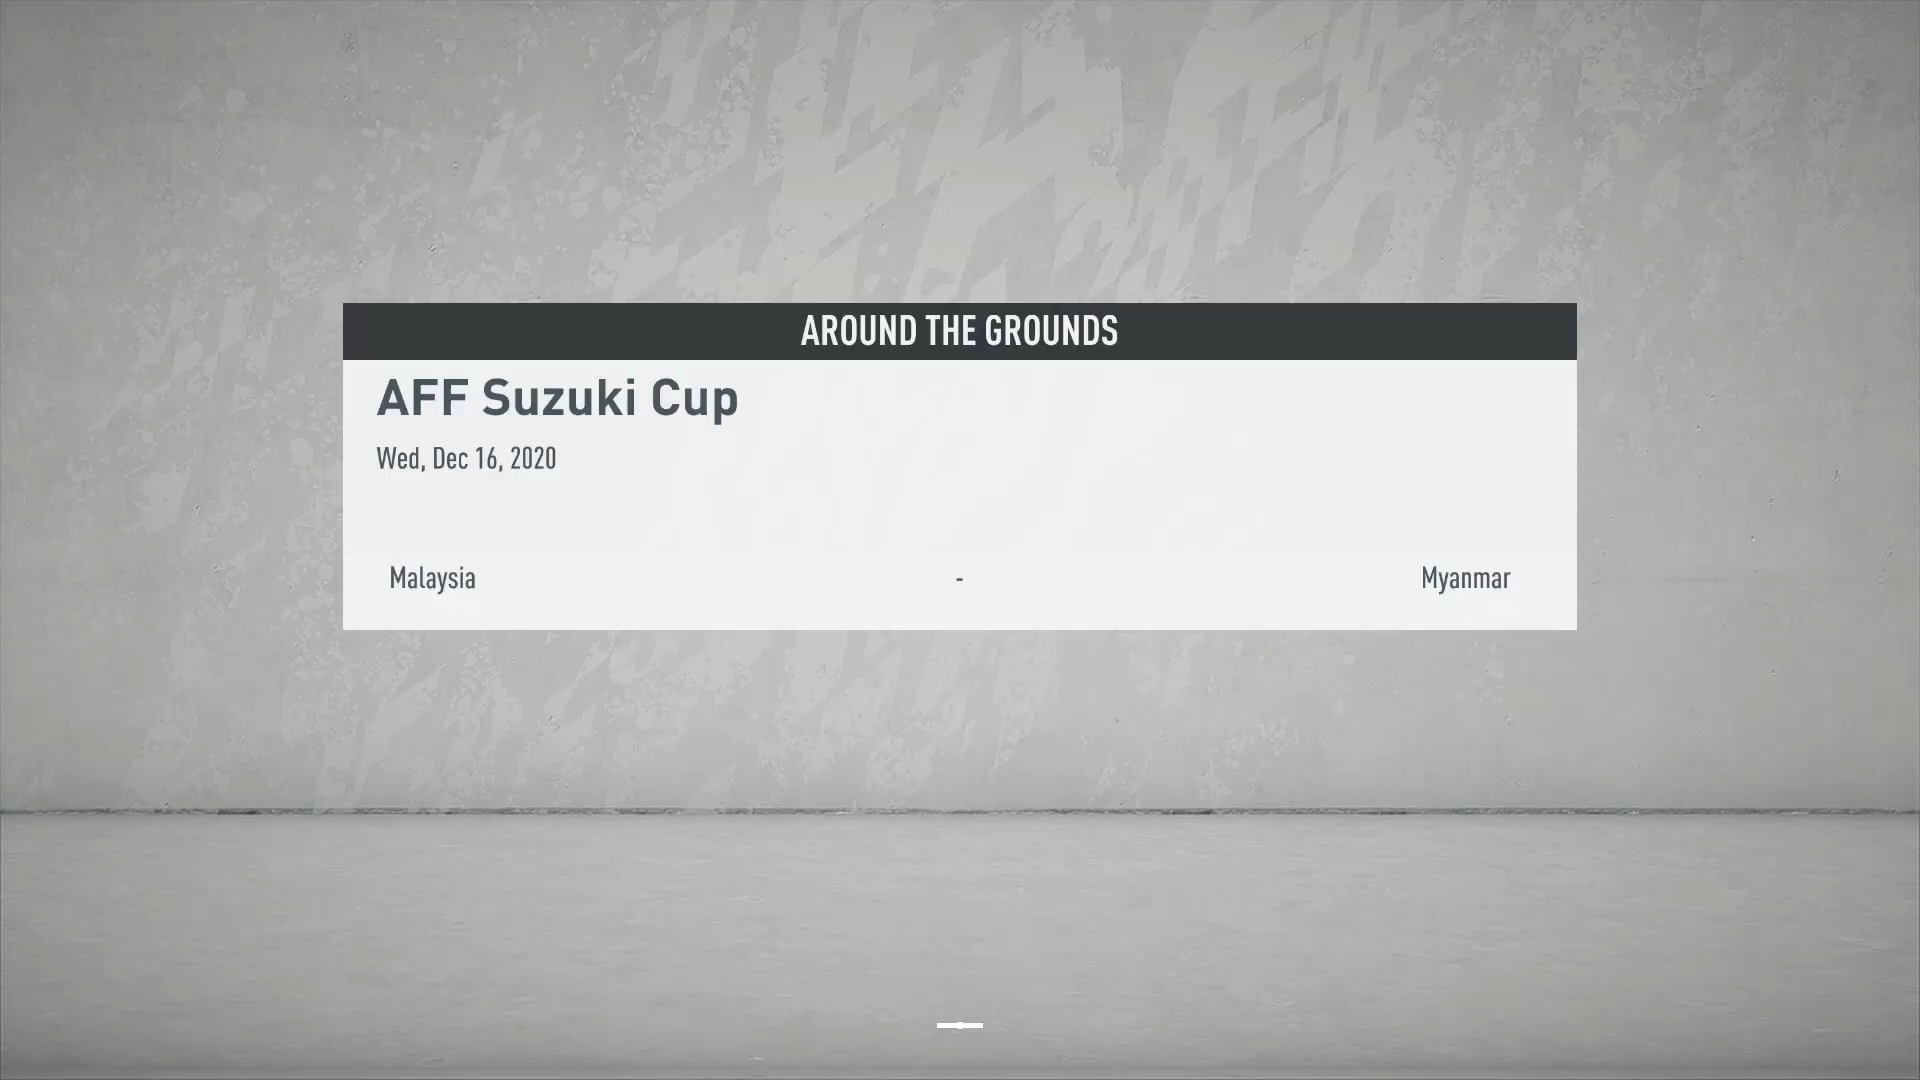 AROUND THE GROUNDS
AFF Suzuki Cup
Wed, Dec 16, 2020
Malaysia - Myanmar